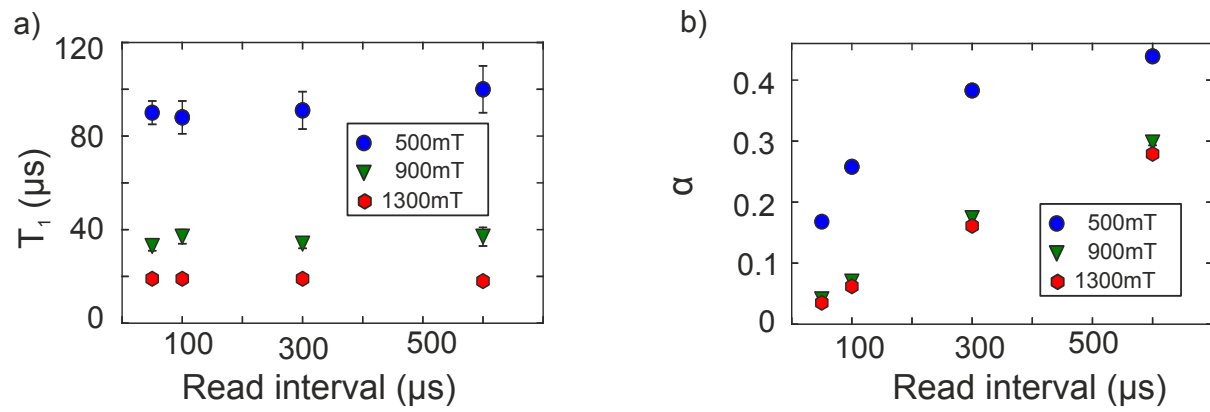 a)
120
80
40
0
T₁ (µs)
500mT
900mT
1300mT
100
300
500
Read interval (µs)
b)
0.4
0.3
0.2
0.1
0
α
500mT
900mT
1300mT
100
300
500
Read interval (µs)